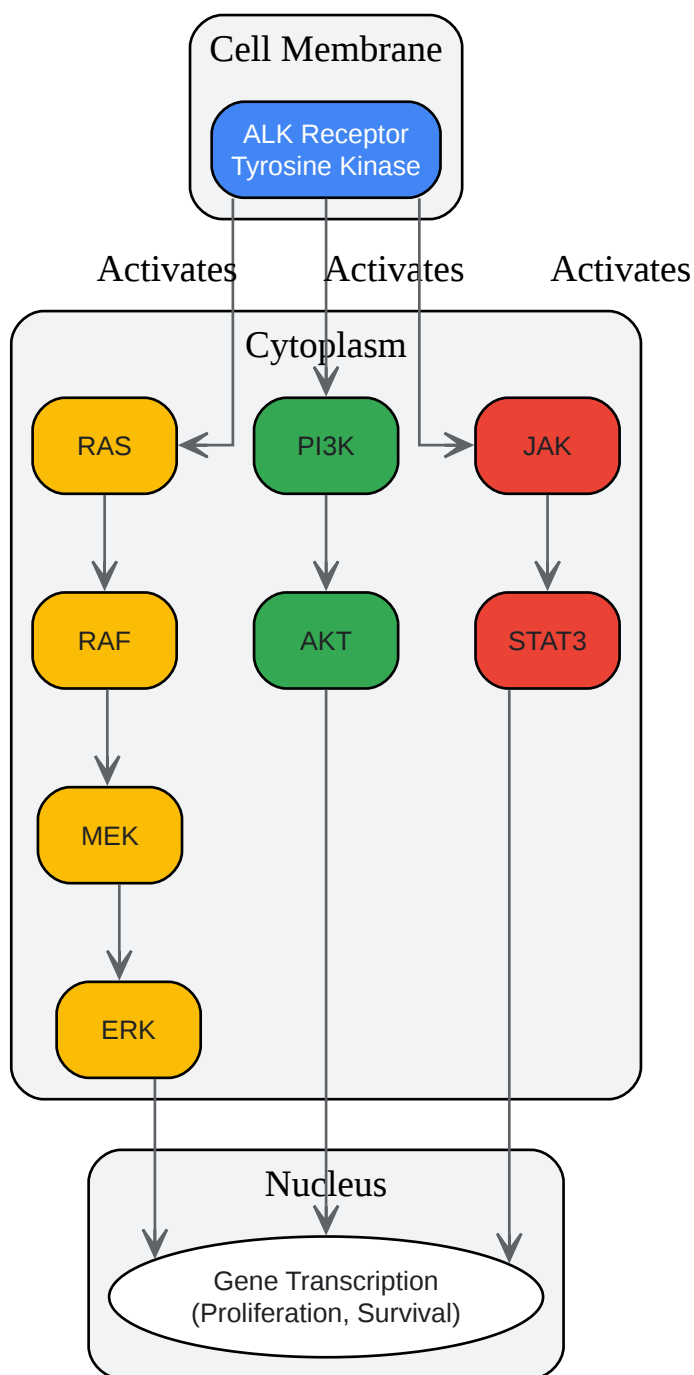 Cell Membrane
ALK Receptor
Tyrosine Kinase
Activates
Activates
Activates
Cytoplasm
RAS
PI3K
JAK
RAF
AKT
STAT3
MEK
ERK
Nucleus
Gene Transcription
(Proliferation, Survival)